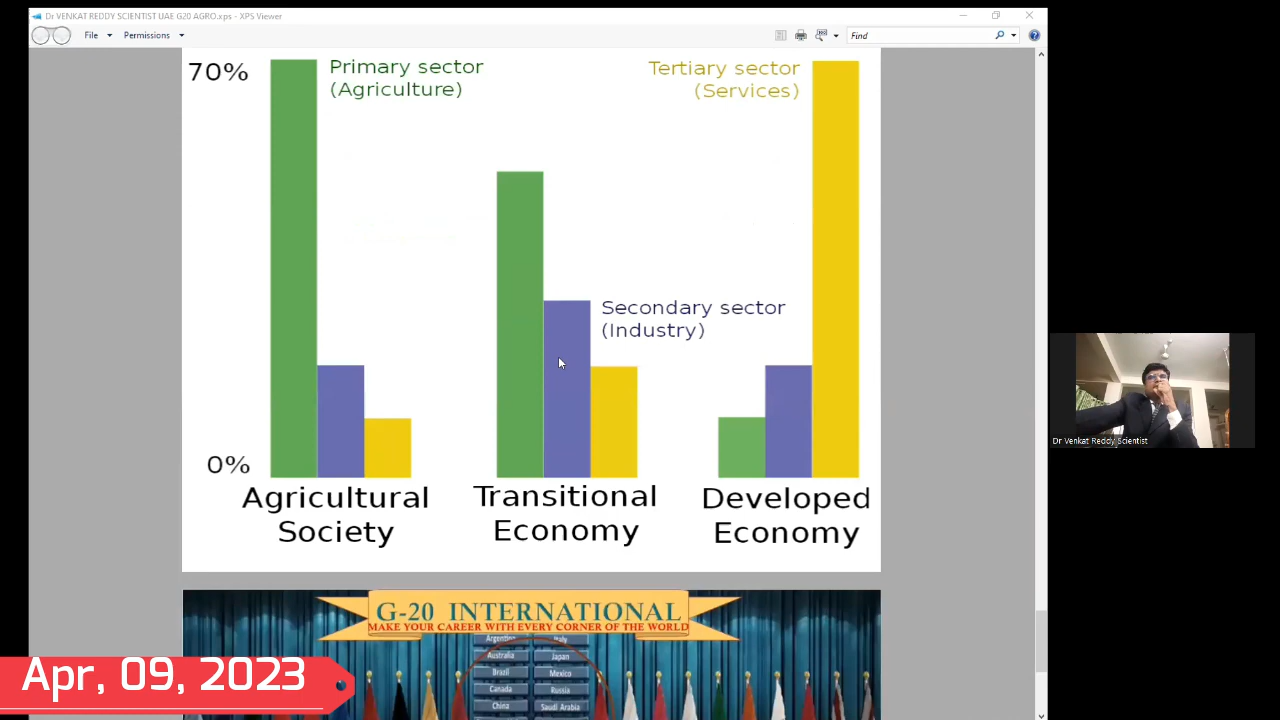 Dr VENKAT REDDY SCIENTIST UAE G20 AGRO.xps - XPS Viewer
File
Permissions
Find
70%
Primary sector
(Agriculture)
Tertiary sector
(Services)
Secondary sector
(Industry)
0%
Agricultural
Society
Transitional
Economy
Developed
Economy
Dr Venkat Reddy Scientist
G-20 INTERNATIONAL
MAKE YOUR CAREER WITH EVERY CORNER OF THE WORLD
Argentina Italy
Australia Japan
Brazil Mexico
Canada Russia
China Saudi Arabia
Apr, 09, 2023